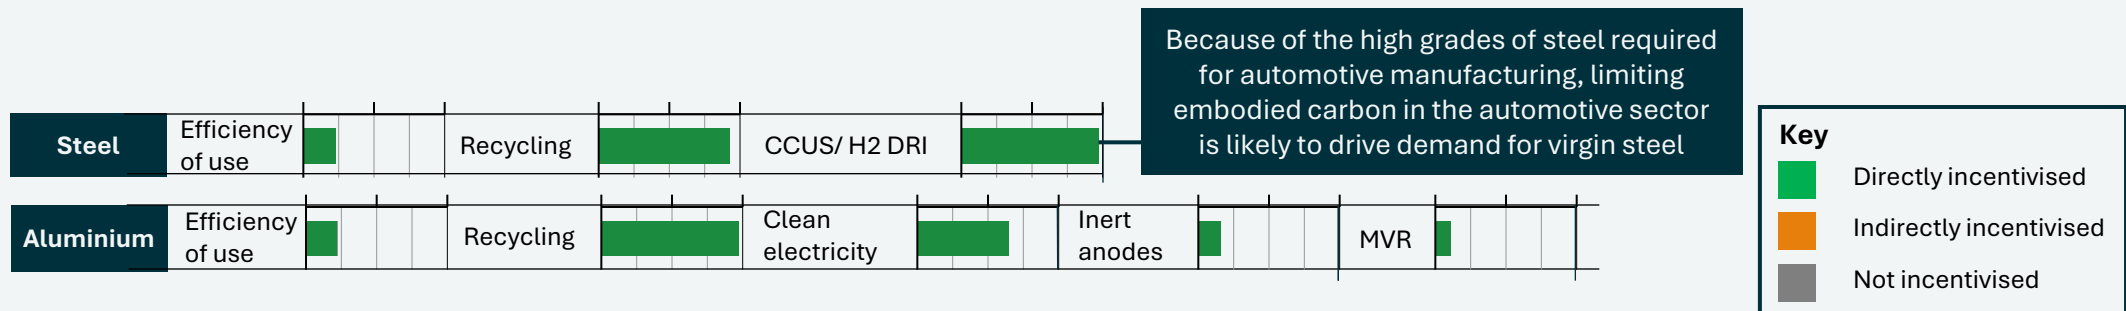 Because of the high grades of steel required
for automotive manufacturing, limiting
embodied carbon in the automotive sector
is likely to drive demand for virgin steel
Steel
Efficiency
of use
Recycling
CCUS/ H2 DRI
Aluminium
Efficiency
of use
Recycling
Clean
electricity
Inert
anodes
MVR
Key
Directly incentivised
Indirectly incentivised
Not incentivised